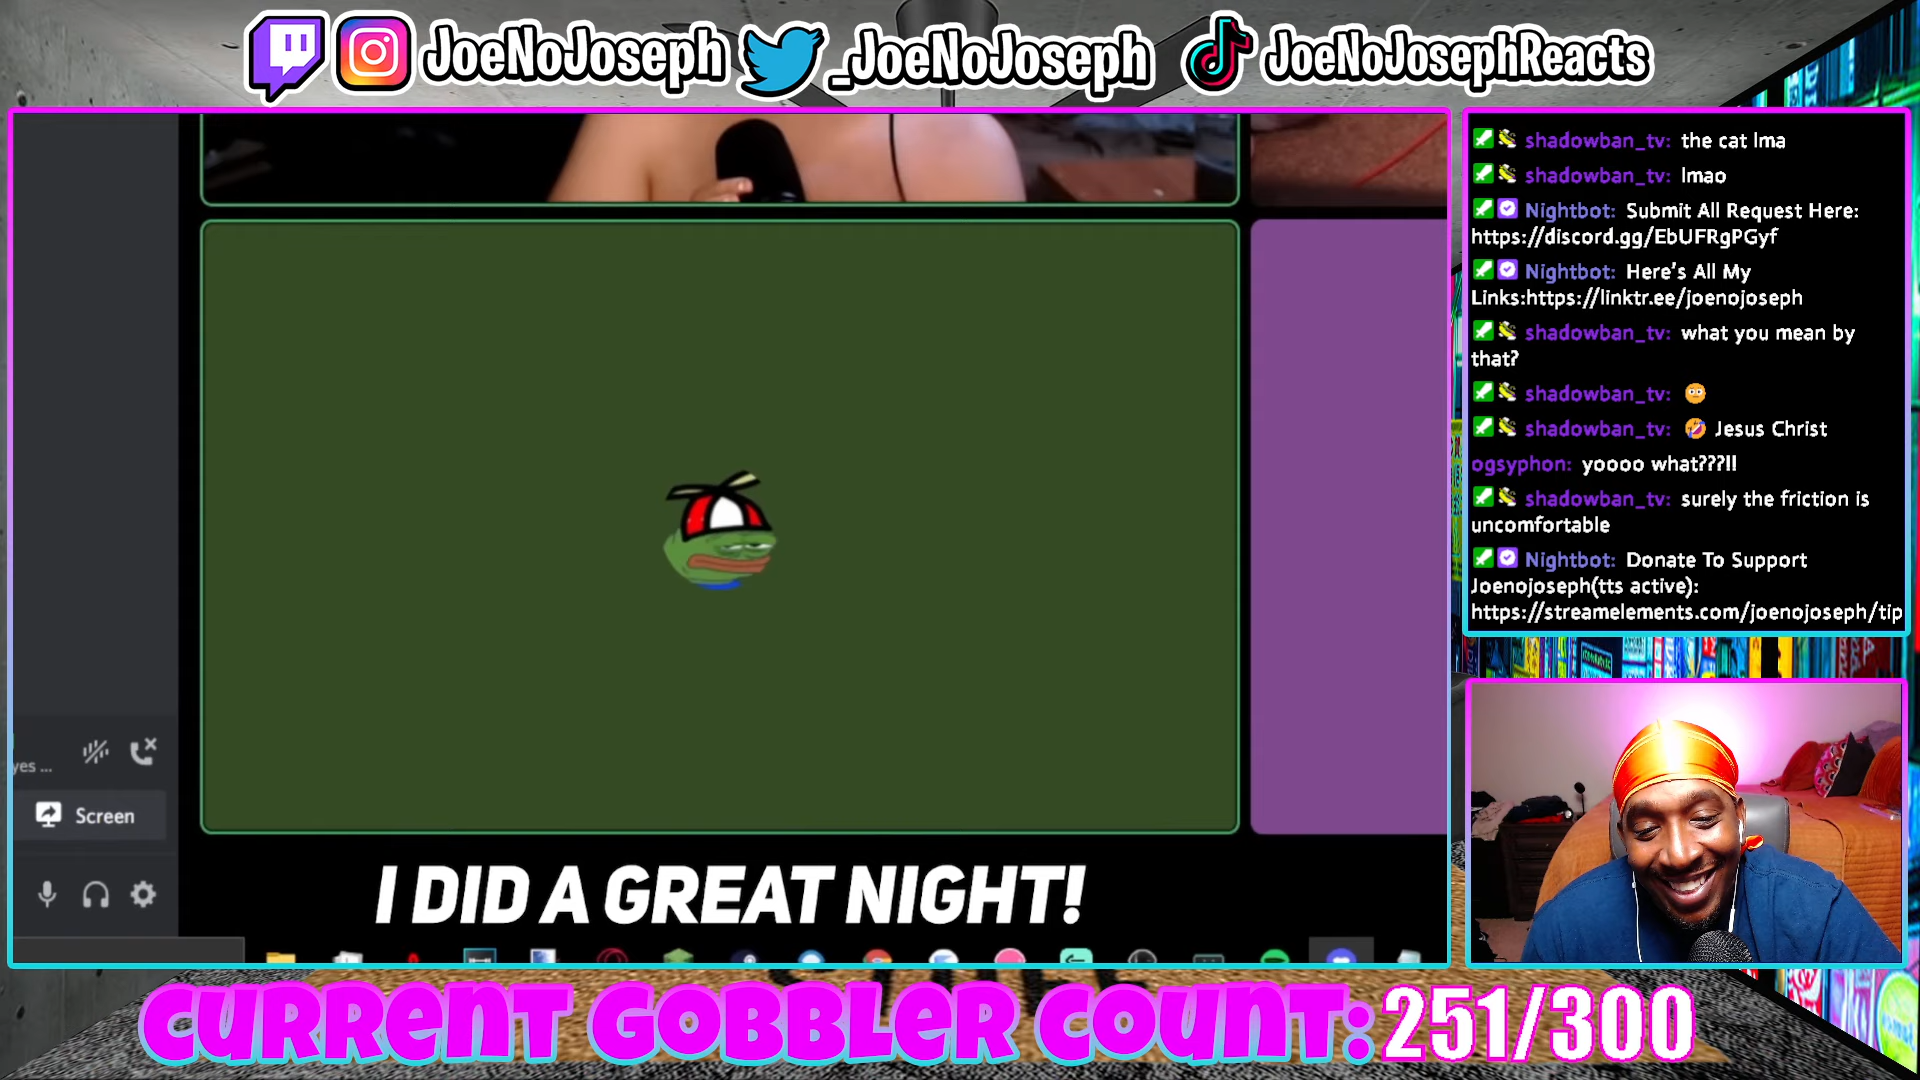 JoeNoJoseph _JoeNoJoseph JoeNoJosephReacts
shadowban_tv: the cat lma
shadowban_tv: lmao
Nightbot: Submit All Request Here:
https://discord.gg/EbUFRgPGyf
Nightbot: Here's All My
Links:https://linktr.ee/joenojoseph
shadowban_tv: what you mean by
that?
shadowban_tv: 😳
shadowban_tv: 🤣 Jesus Christ
ogsyphon: yoooo what???!!
shadowban_tv: surely the friction is
uncomfortable
Nightbot: Donate To Support
Joenojoseph(tts active):
https://streamelements.com/joenojoseph/tip
yes ...
Screen
I DID A GREAT NIGHT!
CURRENT GOBBLER COUNT:251/300